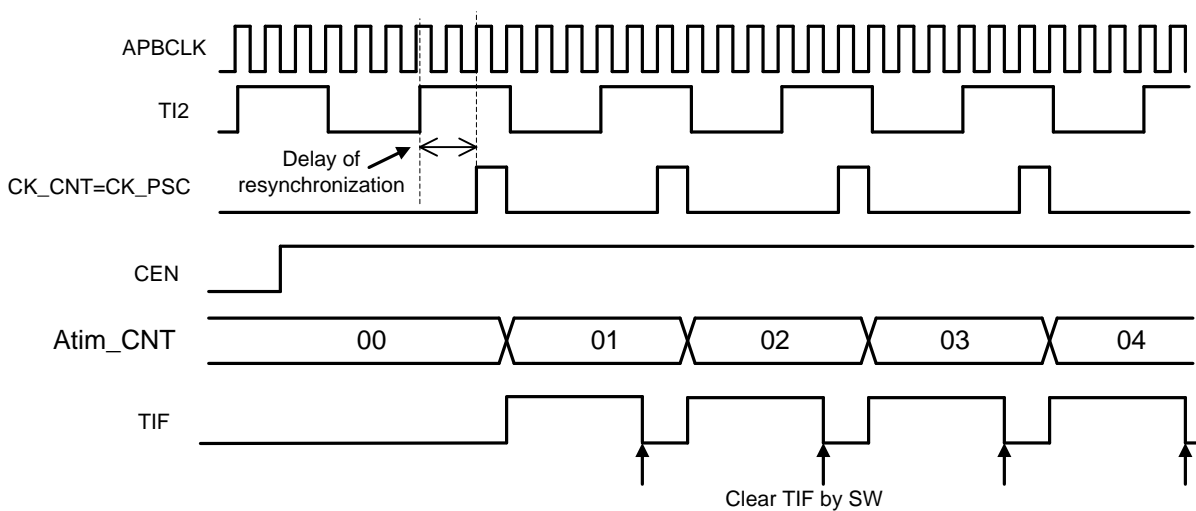 APBCLK
TI2
Delay of
resynchronization
CK_CNT=CK_PSC
CEN
Atim_CNT
00
01
02
03
04
TIF
Clear TIF by SW